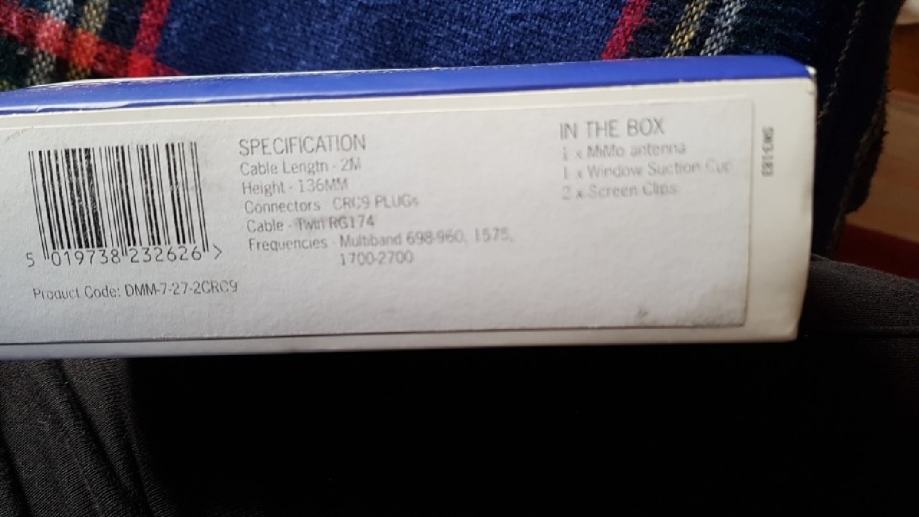 5 019738 232626 >
Product Code: DMM-7-27-2CRC9
SPECIFICATION
Cable Length - 2M
Height - 136MM
Connectors CRC9 PLUGs
Cable - Twin RG174
Frequencies - Multiband 698-960, 1575,
1700-2700
IN THE BOX
1 x MiMo antenna
1 x Window Suction Cup
2 x Screen Clips